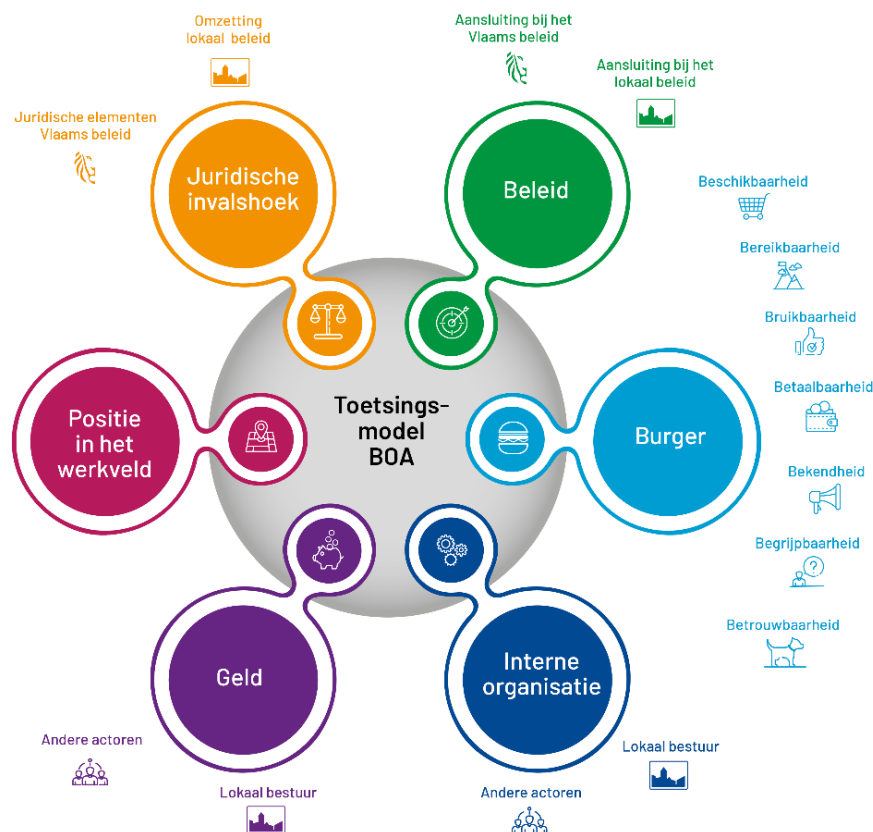 Omzetting
lokaal beleid
Aansluiting bij het
Vlaams beleid
Aansluiting bij het
lokaal beleid
Juridische elementen
Vlaams beleid
Juridische
invalshoek
Beleid
Beschikbaarheid
Bereikbaarheid
Bruikbaarheid
Betaalbaarheid
Bekendheid
Begrijpbaarheid
Betrouwbaarheid
Positie
in het
werkveld
Toetsings-
model
BOA
Burger
Geld
Interne
organisatie
Andere actoren
Lokaal bestuur
Andere actoren
Lokaal bestuur